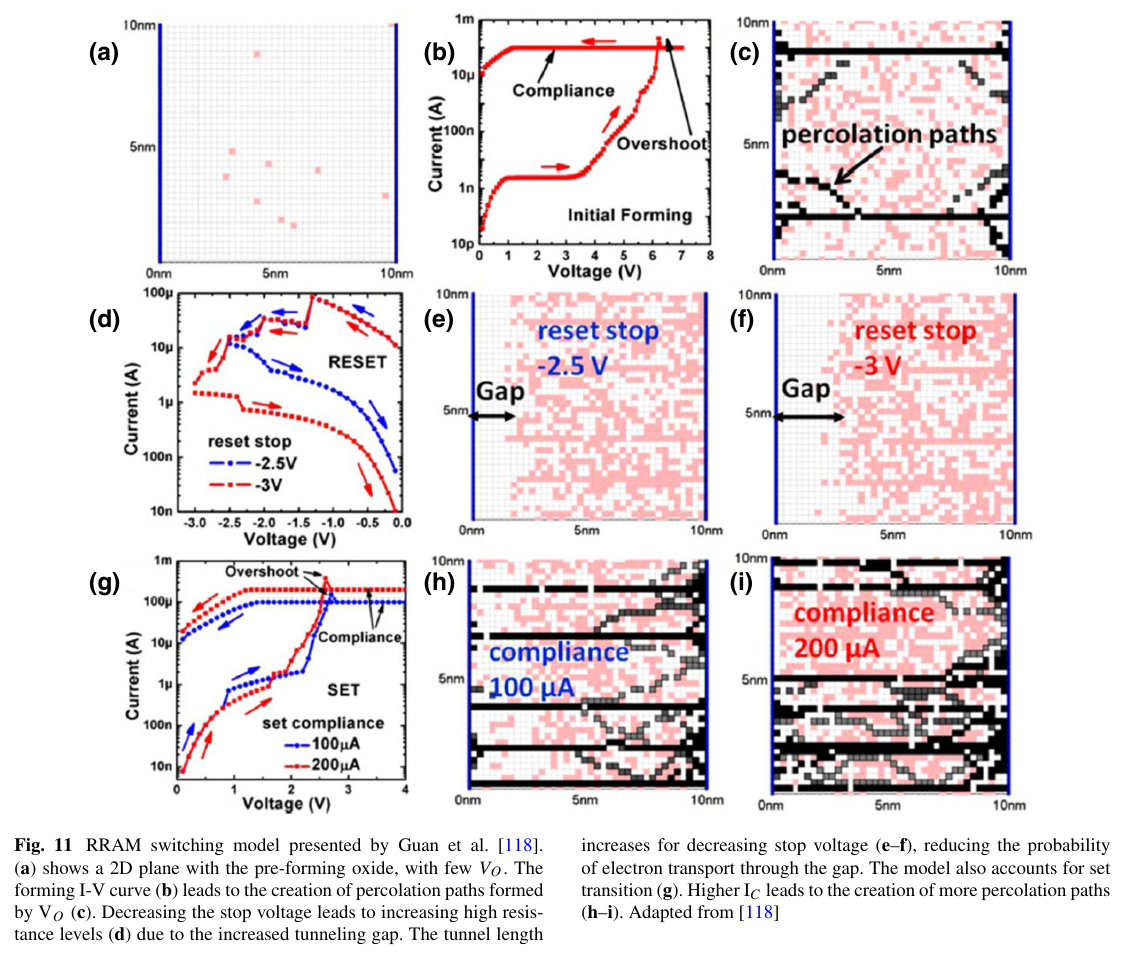 (a)
10nm
5nm
0nm
5nm
10nm
(b)
1m
10µ
100n
1n
10p
Current (A)
Compliance
Overshoot
Initial Forming
0 1 2 3 4 5 6 7 8
Voltage (V)
(c)
10nm
5nm
percolation paths
0nm
5nm
10nm
(d)
100µ
10µ
1µ
100n
10n
Current (A)
RESET
reset stop
-2.5V
-3V
-3.0 -2.5 -2.0 -1.5 -1.0 -0.5 0.0
Voltage (V)
(e)
10nm
reset stop
-2.5 V
Gap
5nm
0nm
5nm
10nm
(f)
10nm
reset stop
-3 V
Gap
5nm
0nm
5nm
10nm
(g)
1m
100µ
10µ
1µ
100n
10n
Current (A)
Overshoot
Compliance
SET
set compliance
100µA
200µA
0 1 2 3 4
Voltage (V)
(h)
10nm
compliance
100 µA
5nm
0nm
5nm
10nm
(i)
10nm
compliance
200 µA
5nm
0nm
5nm
10nm
Fig. 11 RRAM switching model presented by Guan et al. [118].
(a) shows a 2D plane with the pre-forming oxide, with few VO. The
forming I-V curve (b) leads to the creation of percolation paths formed
by VO (c). Decreasing the stop voltage leads to increasing high resis-
tance levels (d) due to the increased tunneling gap. The tunnel length
increases for decreasing stop voltage (e–f), reducing the probability
of electron transport through the gap. The model also accounts for set
transition (g). Higher IC leads to the creation of more percolation paths
(h–i). Adapted from [118]